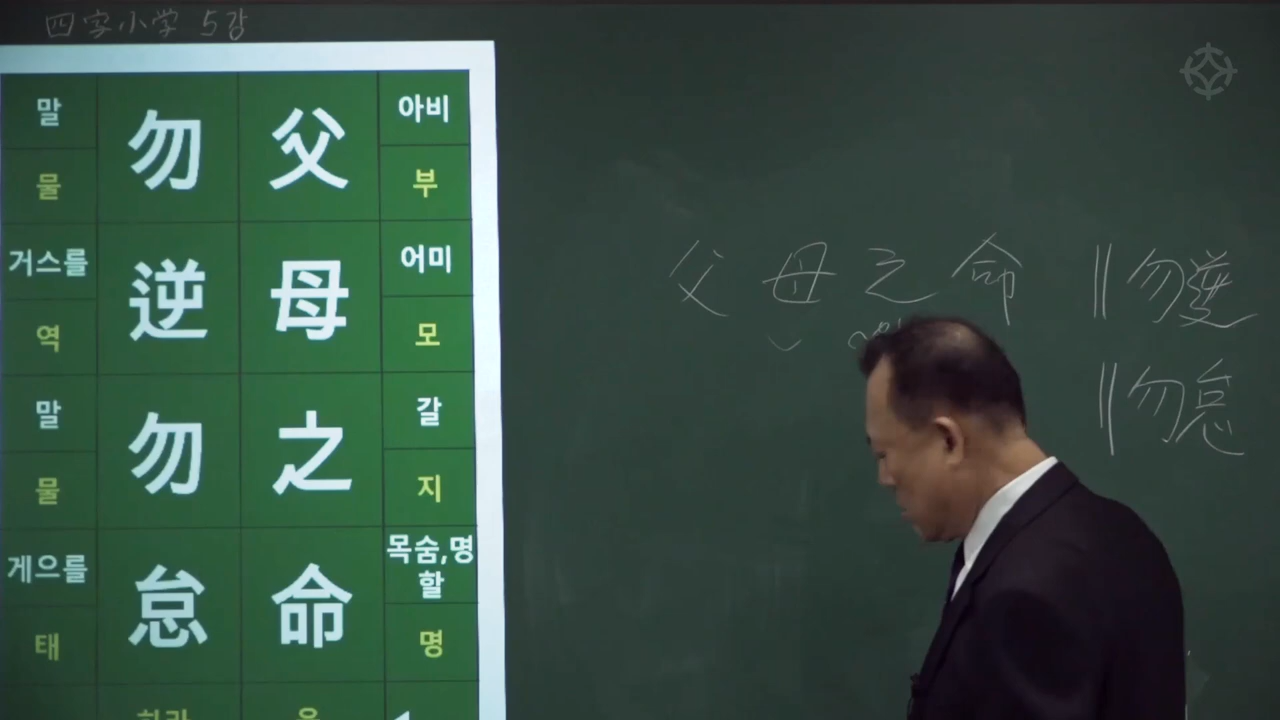 四字小学 5강
말 勿 父 아비
물 부
거스를 逆 母 어미
역 모
말 勿 之 갈
물 지
게으를 怠 命 목숨,명할
태 명
父母之命 ‖勿逆
‖勿怠